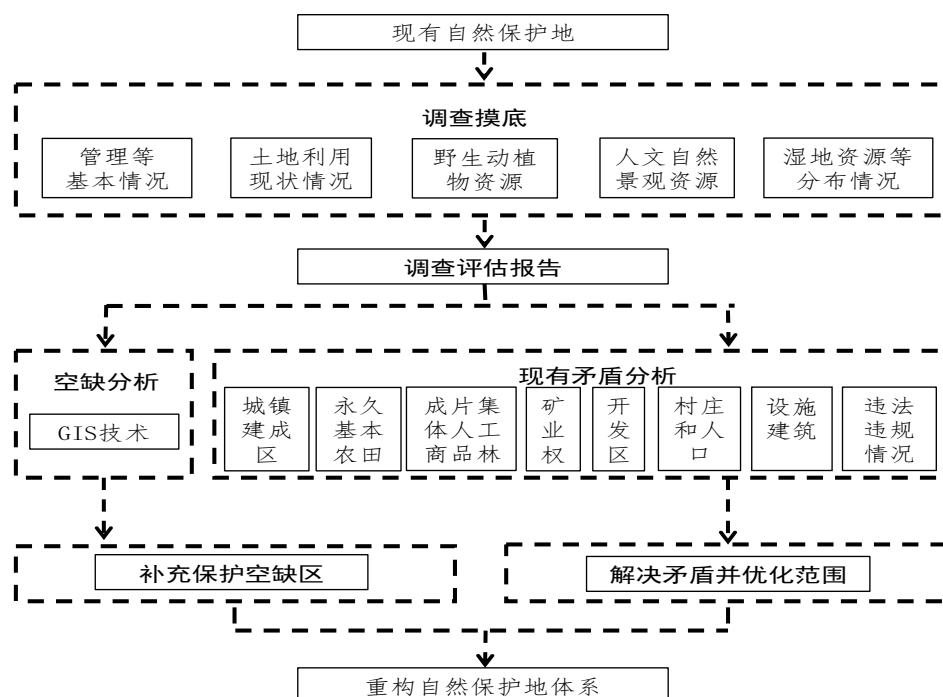 现有自然保护地
调查摸底
管理等
基本情况
土地利用
现状情况
野生动植
物资源
人文自然
景观资源
湿地资源等
分布情况
调查评估报告
空缺分析
GIS技术
现有矛盾分析
城镇
建成
区
永久
基本
农田
成片集
体人工
商品林
矿
业
权
开
发
区
村庄
和人
口
设施
建筑
违法
违规
情况
补充保护空缺区
解决矛盾并优化范围
重构自然保护地体系